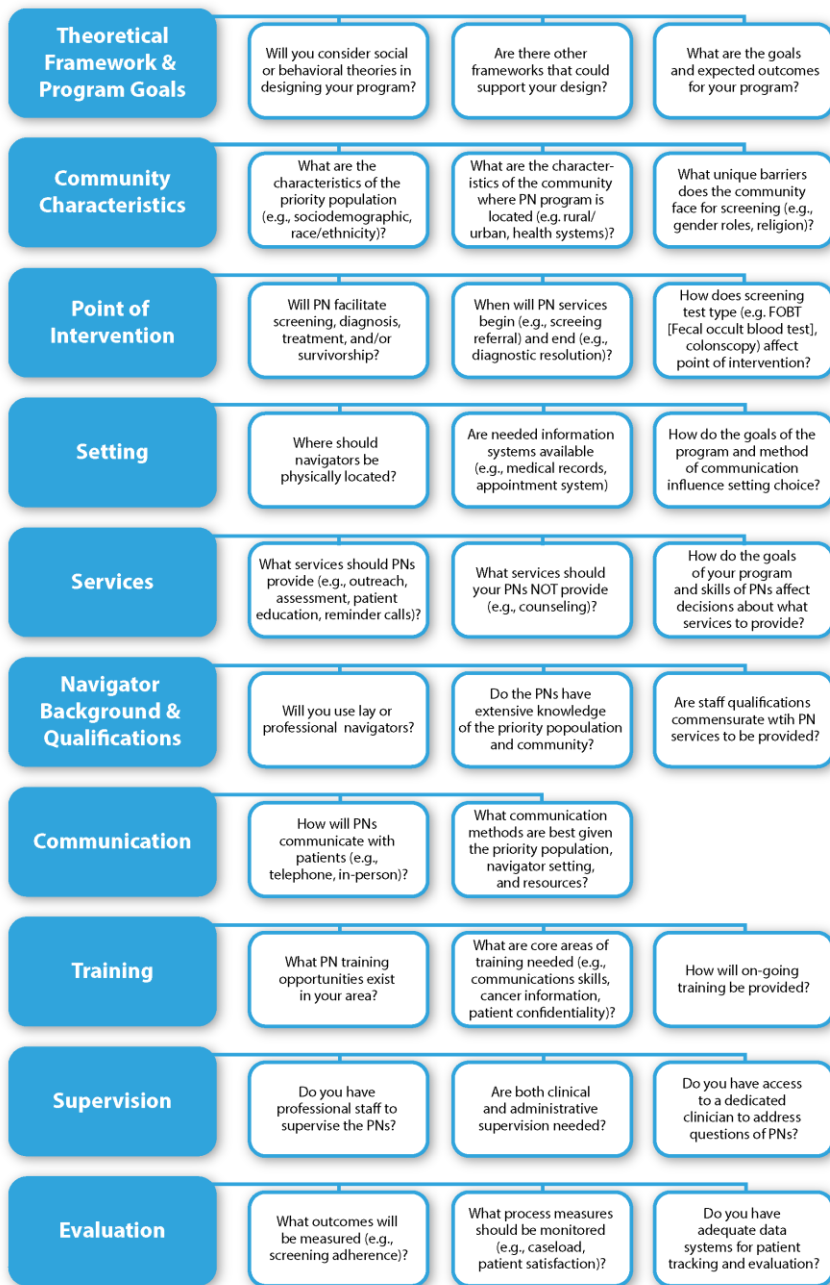 Theoretical
Framework &
Program Goals
Will you consider social
or behavioral theories in
designing your program?
Are there other
frameworks that could
support your design?
What are the goals
and expected outcomes
for your program?
Community
Characteristics
What are the
characteristics of the
priority population
(e.g., sociodemographic,
race/ethnicity)?
What are the character-
istics of the community
where PN program is
located (e.g. rural/
urban, health systems)?
What unique barriers
does the community
face for screening (e.g.,
gender roles, religion)?
Point of
Intervention
Will PN facilitate
screening, diagnosis,
treatment, and/or
survivorship?
When will PN services
begin (e.g., screeing
referral) and end (e.g.,
diagnostic resolution)?
How does screening
test type (e.g. FOBT
[Fecal occult blood test],
colonscopy) affect
point of intervention?
Setting
Where should
navigators be
physically located?
Are needed information
systems available
(e.g., medical records,
appointment system)
How do the goals of the
program and method
of communication
influence setting choice?
Services
What services should PNs
provide (e.g., outreach,
assessment, patient
education, reminder calls)?
What services should
your PNs NOT provide
(e.g., counseling)?
How do the goals
of your program
and skills of PNs affect
decisions about what
services to provide?
Navigator
Background &
Qualifications
Will you use lay or
professional navigators?
Do the PNs have
extensive knowledge
of the priority popopulation
and community?
Are staff qualifications
commensurate wtih PN
services to be provided?
Communication
How will PNs
communicate with
patients (e.g.,
telephone, in-person)?
What communication
methods are best given
the priority population,
navigator setting,
and resources?
Training
What PN training
opportunities exist
in your area?
What are core areas of
training needed (e.g.,
communications skills,
cancer information,
patient confidentiality)?
How will on-going
training be provided?
Supervision
Do you have
professional staff to
supervise the PNs?
Are both clinical
and administrative
supervision needed?
Do you have access
to a dedicated
clinician to address
questions of PNs?
Evaluation
What outcomes will
be measured (e.g.,
screening adherence)?
What process measures
should be monitored
(e.g., caseload,
patient satisfaction)?
Do you have
adequate data
systems for patient
tracking and evaluation?